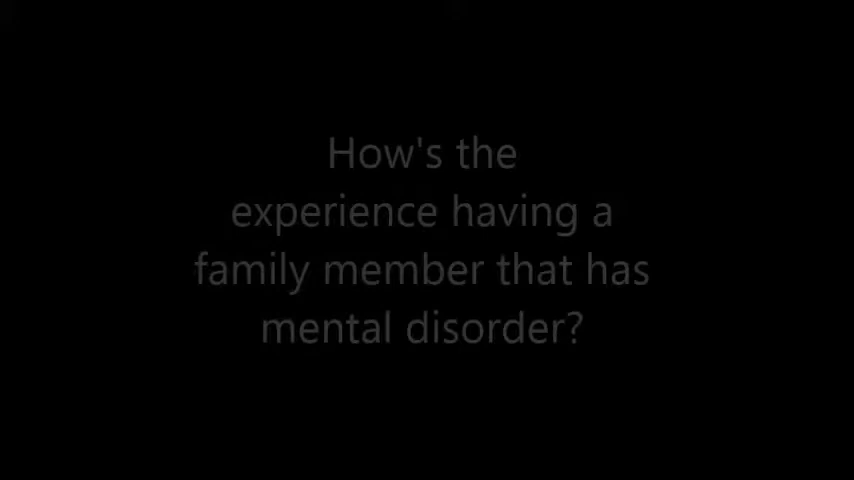 How's the
experience having a
family member that has
mental disorder?